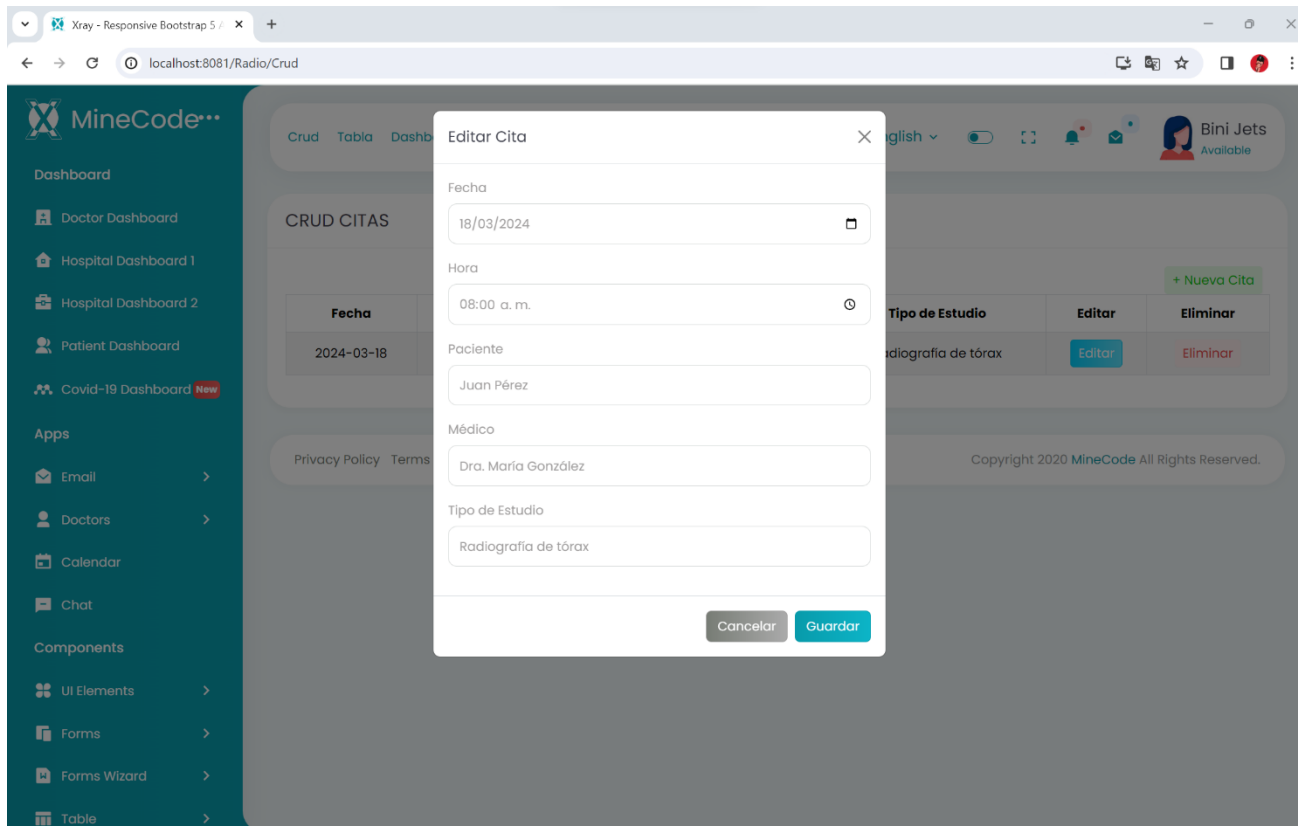 Xray - Responsive Bootstrap 5 A
localhost:8081/Radio/Crud
MineCode
Crud Tabla Dashb
nglish
Bini Jets
Available
Editar Cita
Dashboard
Doctor Dashboard
Hospital Dashboard 1
Hospital Dashboard 2
Patient Dashboard
Covid-19 Dashboard New
Apps
Email
Doctors
Calendar
Chat
Components
UI Elements
Forms
Forms Wizard
Table
CRUD CITAS
+ Nueva Cita
Fecha
Tipo de Estudio
Editar
Eliminar
2024-03-18
adiografía de tórax
Editar
Eliminar
Fecha
18/03/2024
Hora
08:00 a. m.
Paciente
Juan Pérez
Médico
Dra. María González
Tipo de Estudio
Radiografía de tórax
Cancelar
Guardar
Privacy Policy Terms
Copyright 2020 MineCode All Rights Reserved.